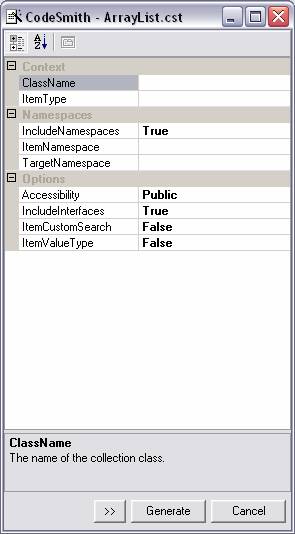 CodeSmith - ArrayList.cst
Context
ClassName
ItemType
Namespaces
IncludeNamespaces True
ItemNamespace
TargetNamespace
Options
Accessibility Public
IncludeInterfaces True
ItemCustomSearch False
ItemValueType False
ClassName
The name of the collection class.
>> Generate Cancel